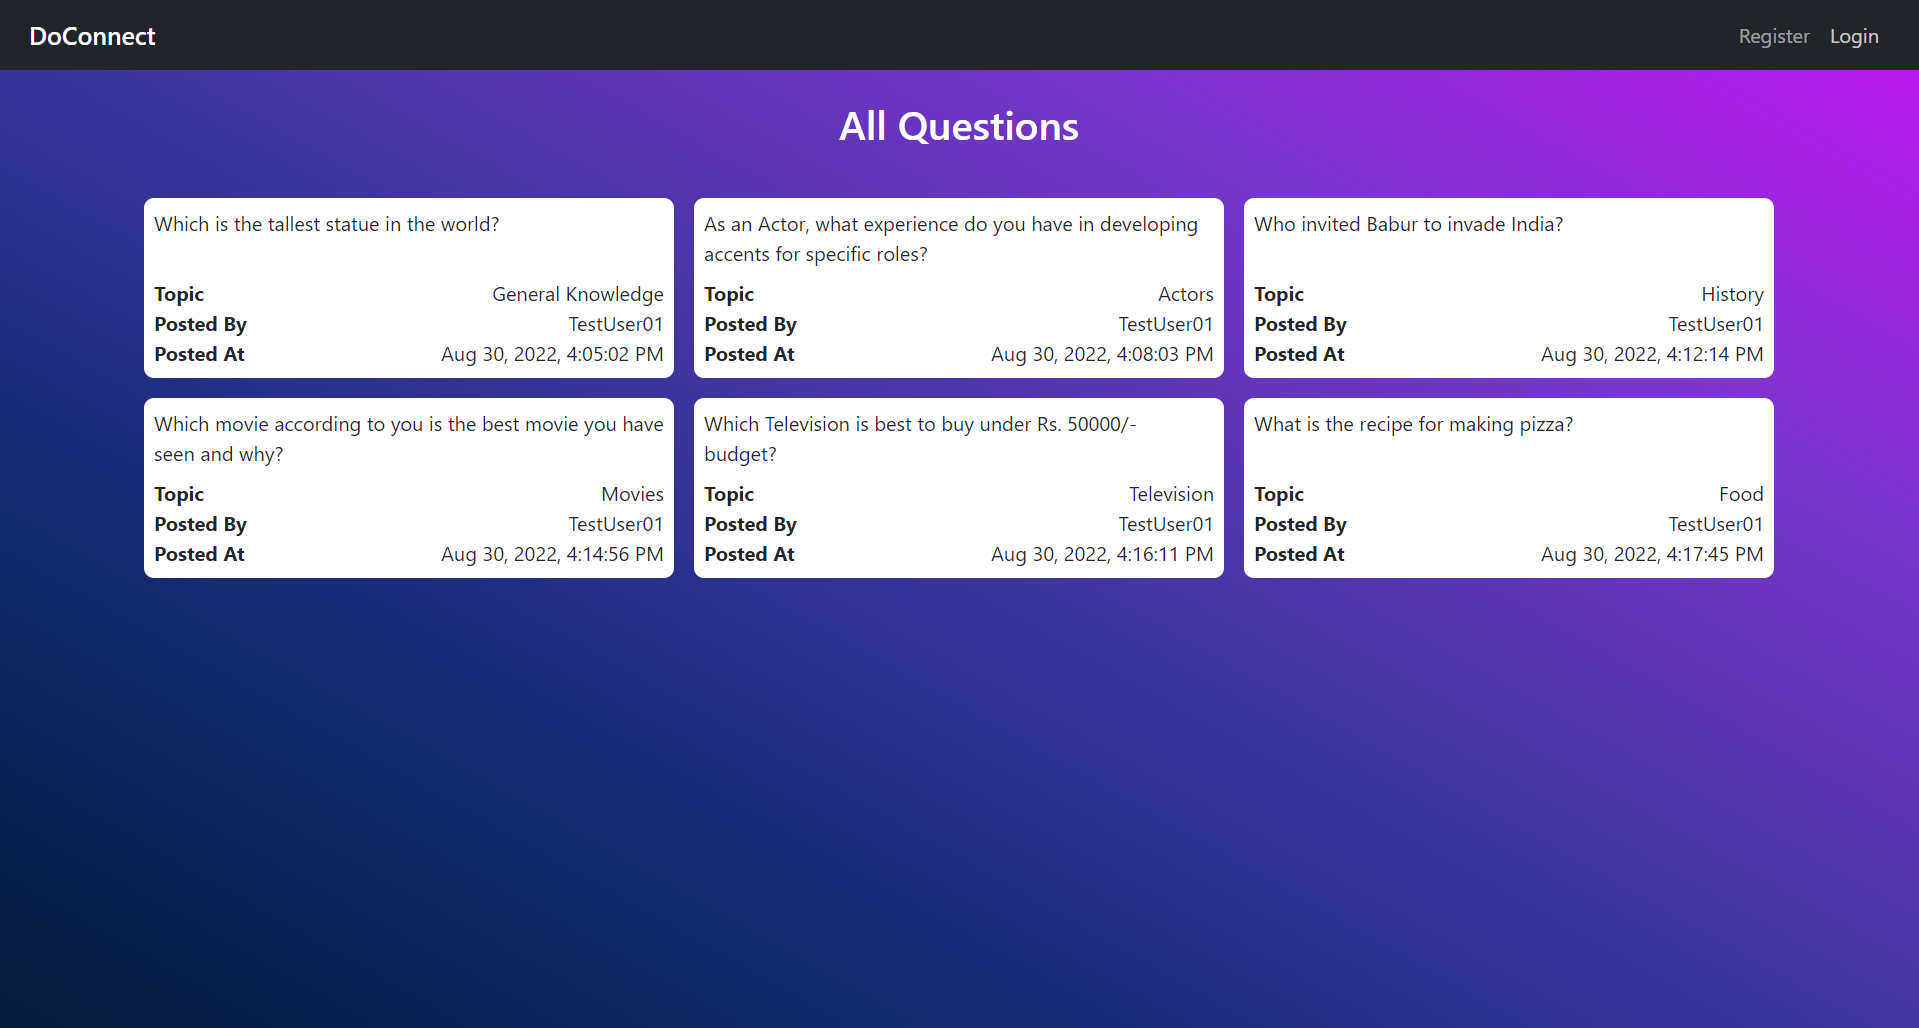 DoConnect
Register Login
All Questions
Which is the tallest statue in the world?
Topic General Knowledge
Posted By TestUser01
Posted At Aug 30, 2022, 4:05:02 PM
As an Actor, what experience do you have in developing
accents for specific roles?
Topic Actors
Posted By TestUser01
Posted At Aug 30, 2022, 4:08:03 PM
Who invited Babur to invade India?
Topic History
Posted By TestUser01
Posted At Aug 30, 2022, 4:12:14 PM
Which movie according to you is the best movie you have
seen and why?
Topic Movies
Posted By TestUser01
Posted At Aug 30, 2022, 4:14:56 PM
Which Television is best to buy under Rs. 50000/-
budget?
Topic Television
Posted By TestUser01
Posted At Aug 30, 2022, 4:16:11 PM
What is the recipe for making pizza?
Topic Food
Posted By TestUser01
Posted At Aug 30, 2022, 4:17:45 PM